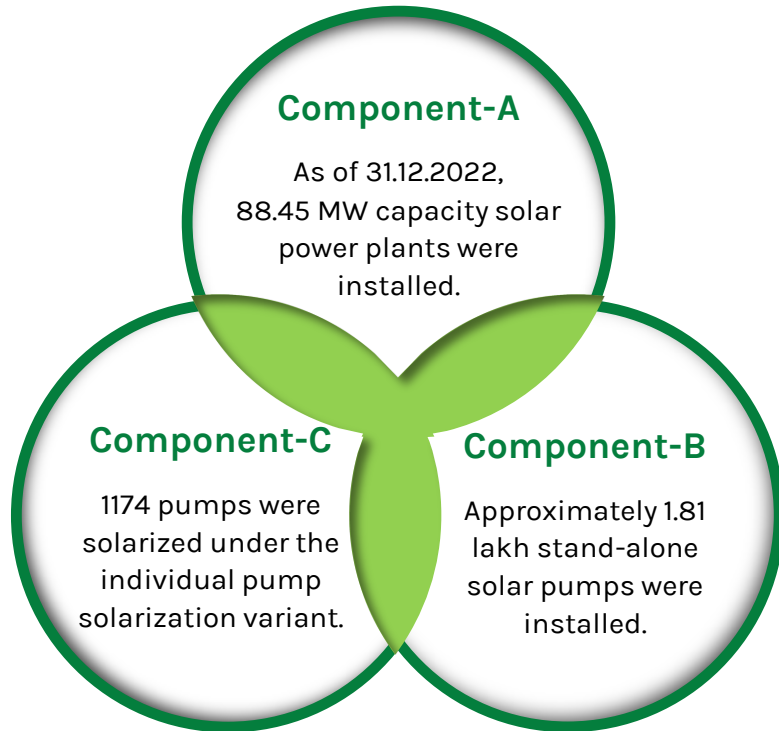 Component-A
As of 31.12.2022,
88.45 MW capacity solar
power plants were
installed.
Component-C
1174 pumps were
solarized under the
individual pump
solarization variant.
Component-B
Approximately 1.81
lakh stand-alone
solar pumps were
installed.